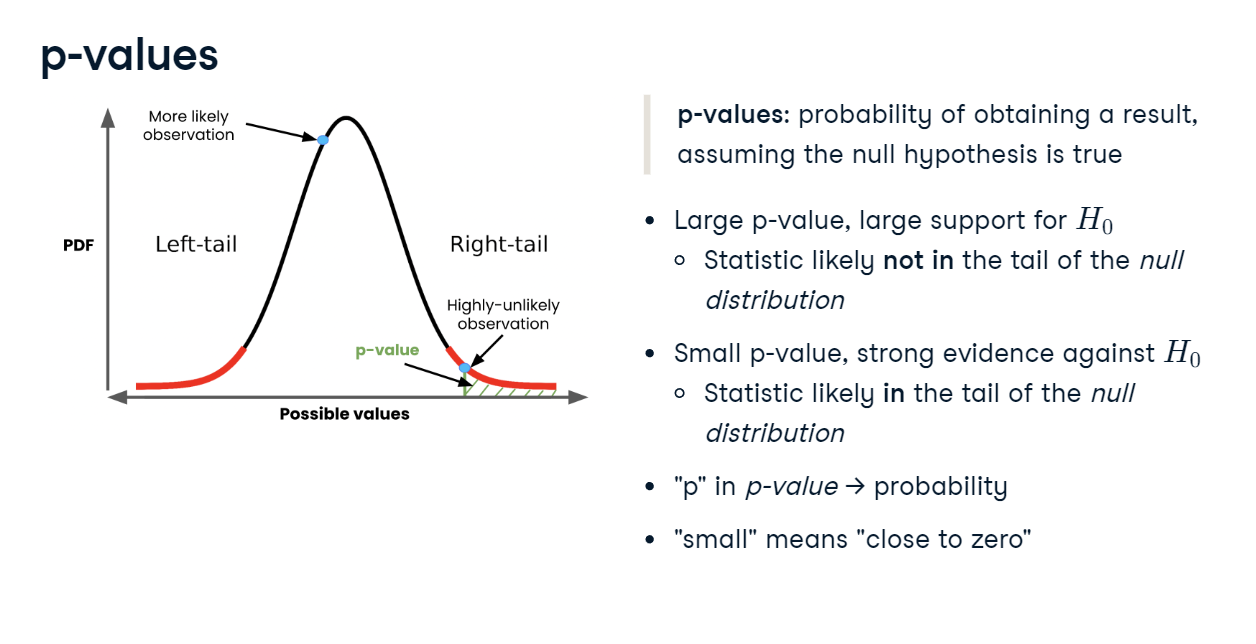 p-values
More likely
observation
PDF
Left-tail
Right-tail
Highly-unlikely
observation
p-value
Possible values
p-values: probability of obtaining a result,
assuming the null hypothesis is true
• Large p-value, large support for H₀
○ Statistic likely not in the tail of the null
distribution
• Small p-value, strong evidence against H₀
○ Statistic likely in the tail of the null
distribution
• "p" in p-value → probability
• "small" means "close to zero"